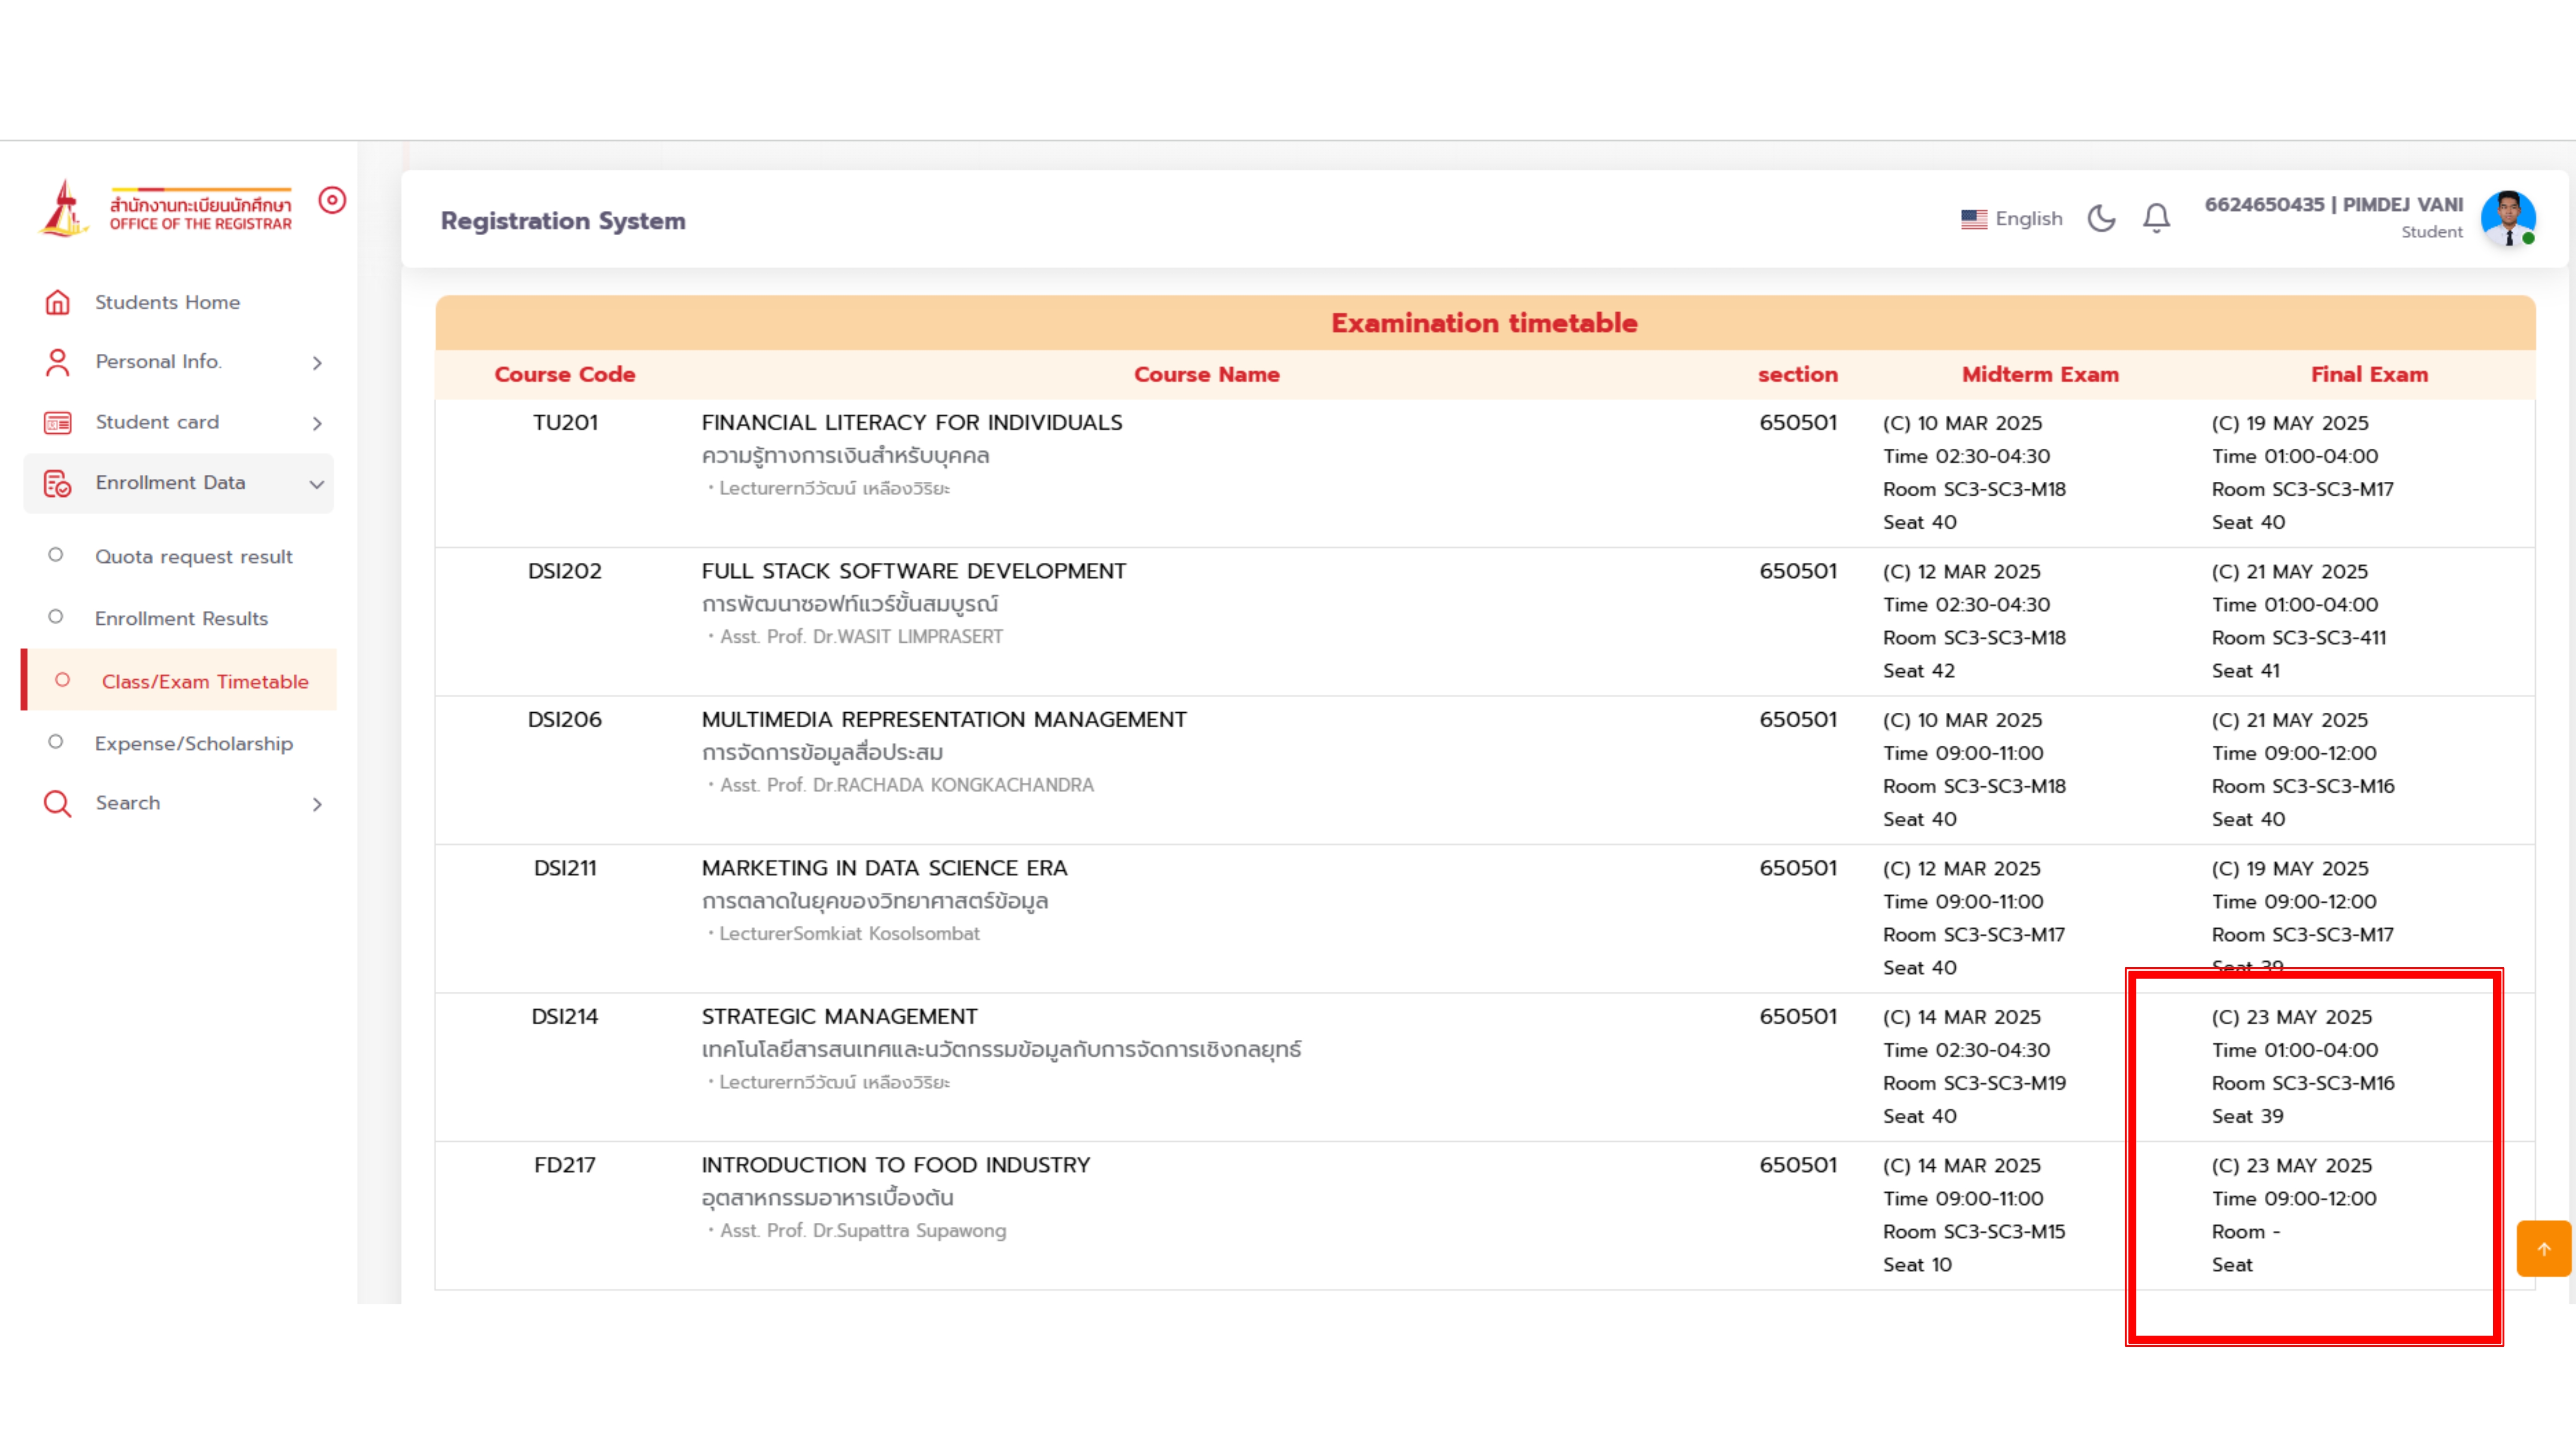 สำนักงานทะเบียนนักศึกษา
OFFICE OF THE REGISTRAR
Registration System
English
6624650435 | PIMDEJ VANI
Student
Students Home
Personal Info.
Student card
Enrollment Data
Quota request result
Enrollment Results
Class/Exam Timetable
Expense/Scholarship
Search
Examination timetable
Course Code Course Name section Midterm Exam Final Exam
TU201 FINANCIAL LITERACY FOR INDIVIDUALS 650501 (C) 10 MAR 2025 (C) 19 MAY 2025
ความรู้ทางการเงินสำหรับบุคคล Time 02:30-04:30 Time 01:00-04:00
• Lecturerทวีวัฒน์ เหลืองวิริยะ Room SC3-SC3-M18 Room SC3-SC3-M17
Seat 40 Seat 40
DSI202 FULL STACK SOFTWARE DEVELOPMENT 650501 (C) 12 MAR 2025 (C) 21 MAY 2025
การพัฒนาซอฟท์แวร์ขั้นสมบูรณ์ Time 02:30-04:30 Time 01:00-04:00
• Asst. Prof. Dr.WASIT LIMPRASERT Room SC3-SC3-M18 Room SC3-SC3-411
Seat 42 Seat 41
DSI206 MULTIMEDIA REPRESENTATION MANAGEMENT 650501 (C) 10 MAR 2025 (C) 21 MAY 2025
การจัดการข้อมูลสื่อประสม Time 09:00-11:00 Time 09:00-12:00
• Asst. Prof. Dr.RACHADA KONGKACHANDRA Room SC3-SC3-M18 Room SC3-SC3-M16
Seat 40 Seat 40
DSI211 MARKETING IN DATA SCIENCE ERA 650501 (C) 12 MAR 2025 (C) 19 MAY 2025
การตลาดในยุคของวิทยาศาสตร์ข้อมูล Time 09:00-11:00 Time 09:00-12:00
• LecturerSomkiat Kosolsombat Room SC3-SC3-M17 Room SC3-SC3-M17
Seat 40 Seat 39
DSI214 STRATEGIC MANAGEMENT 650501 (C) 14 MAR 2025 (C) 23 MAY 2025
เทคโนโลยีสารสนเทศและนวัตกรรมข้อมูลกับการจัดการเชิงกลยุทธ์ Time 02:30-04:30 Time 01:00-04:00
• Lecturerทวีวัฒน์ เหลืองวิริยะ Room SC3-SC3-M19 Room SC3-SC3-M16
Seat 40 Seat 39
FD217 INTRODUCTION TO FOOD INDUSTRY 650501 (C) 14 MAR 2025 (C) 23 MAY 2025
อุตสาหกรรมอาหารเบื้องต้น Time 09:00-11:00 Time 09:00-12:00
• Asst. Prof. Dr.Supattra Supawong Room SC3-SC3-M15 Room -
Seat 10 Seat